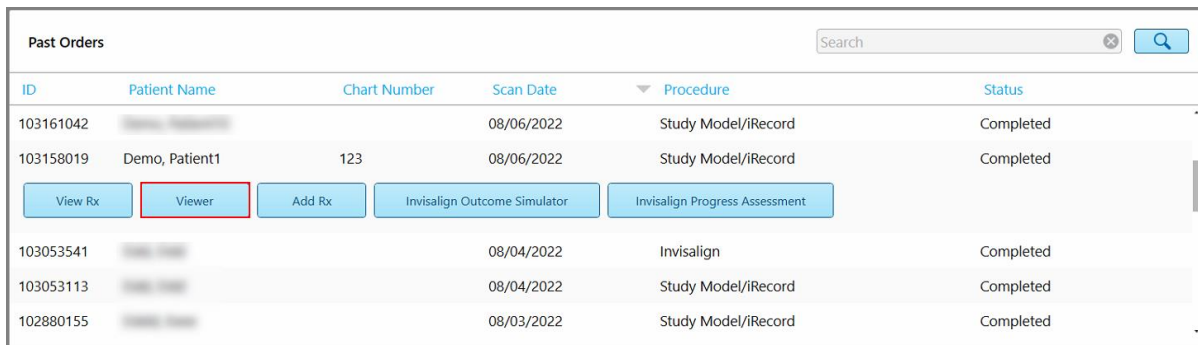 Past Orders Search
ID Patient Name Chart Number Scan Date Procedure Status
103161042 08/06/2022 Study Model/iRecord Completed
103158019 Demo, Patient1 123 08/06/2022 Study Model/iRecord Completed
View Rx Viewer Add Rx Invisalign Outcome Simulator Invisalign Progress Assessment
103053541 08/04/2022 Invisalign Completed
103053113 08/04/2022 Study Model/iRecord Completed
102880155 08/03/2022 Study Model/iRecord Completed